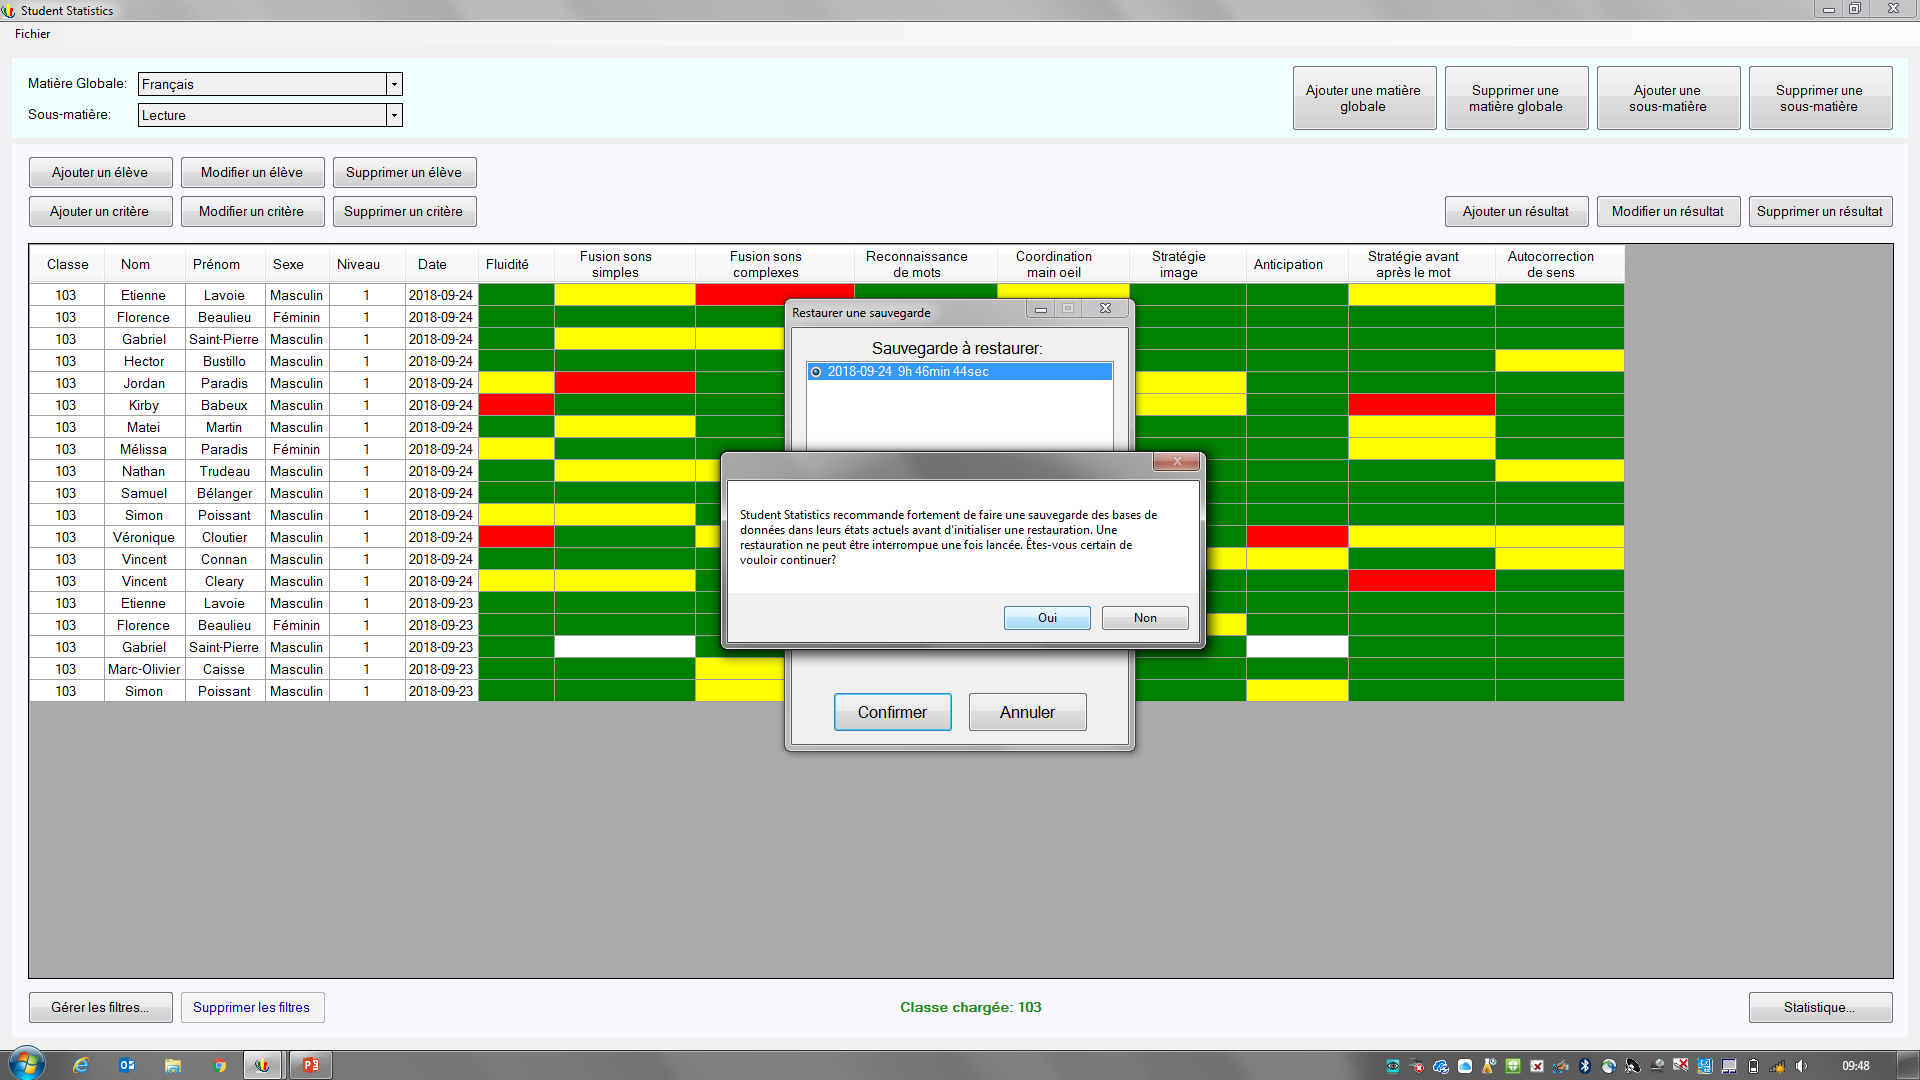 Student Statistics
Fichier
Matière Globale: Français
Sous-matière: Lecture
Ajouter une matière
globale
Supprimer une
matière globale
Ajouter une
sous-matière
Supprimer une
sous-matière
Ajouter un élève Modifier un élève Supprimer un élève
Ajouter un critère Modifier un critère Supprimer un critère
Ajouter un résultat Modifier un résultat Supprimer un résultat
Classe Nom Prénom Sexe Niveau Date Fluidité
Fusion sons
simples
Fusion sons
complexes
Reconnaissance
de mots
Coordination
main oeil
Stratégie
image
Anticipation
Stratégie avant
après le mot
Autocorrection
de sens
103 Etienne Lavoie Masculin 1 2018-09-24
103 Florence Beaulieu Féminin 1 2018-09-24
103 Gabriel Saint-Pierre Masculin 1 2018-09-24
103 Hector Bustillo Masculin 1 2018-09-24
103 Jordan Paradis Masculin 1 2018-09-24
103 Kirby Babeux Masculin 1 2018-09-24
103 Matei Martin Masculin 1 2018-09-24
103 Mélissa Paradis Féminin 1 2018-09-24
103 Nathan Trudeau Masculin 1 2018-09-24
103 Samuel Bélanger Masculin 1 2018-09-24
103 Simon Poissant Masculin 1 2018-09-24
103 Véronique Cloutier Masculin 1 2018-09-24
103 Vincent Connan Masculin 1 2018-09-24
103 Vincent Cleary Masculin 1 2018-09-24
103 Etienne Lavoie Masculin 1 2018-09-23
103 Florence Beaulieu Féminin 1 2018-09-23
103 Gabriel Saint-Pierre Masculin 1 2018-09-23
103 Marc-Olivier Caisse Masculin 1 2018-09-23
103 Simon Poissant Masculin 1 2018-09-23
Restaurer une sauvegarde
Sauvegarde à restaurer:
2018-09-24 9h 46min 44sec
Student Statistics recommande fortement de faire une sauvegarde des bases de
données dans leurs états actuels avant d'initialiser une restauration. Une
restauration ne peut être interrompue une fois lancée. Êtes-vous certain de
vouloir continuer?
Oui Non
Confirmer Annuler
Gérer les filtres... Supprimer les filtres
Classe chargée: 103
Statistique...
09:48